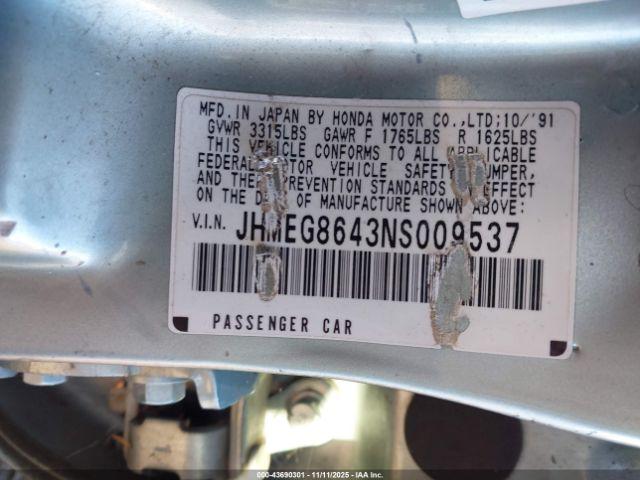 MFD. IN JAPAN BY HONDA MOTOR CO.,LTD; 10/'91
GVWR 3315LBS GAWR F 1765LBS R 1625LBS
THIS VEHICLE CONFORMS TO ALL APPLICABLE
FEDERAL MOTOR VEHICLE SAFETY, BUMPER,
AND THEFT PREVENTION STANDARDS IN EFFECT
ON THE DATE OF MANUFACTURE SHOWN ABOVE:
V.I.N. JHMEG8643NS009537
PASSENGER CAR
000-43690301 - 11/11/2025 - IAA Inc.